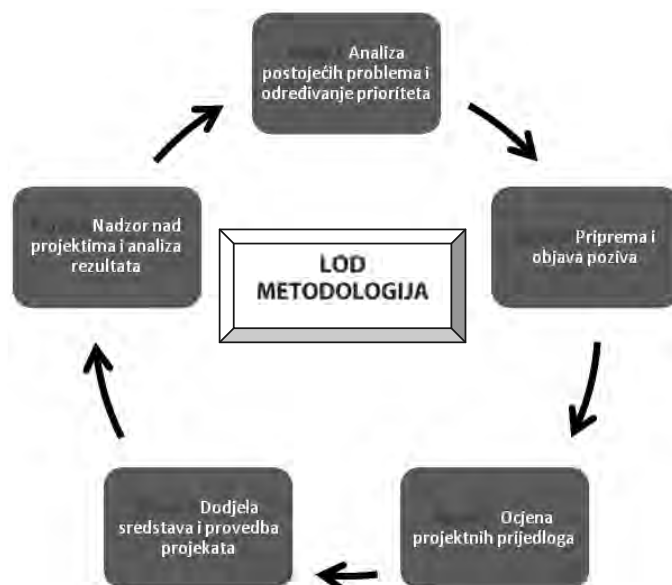 Analiza
postojećih problema i
određivanje prioriteta
Nadzor nad
projektima i analiza
rezultata
LOD
METODOLOGIJA
Priprema i
objava poziva
Dodjela
sredstava i provedba
projekata
Ocjena
projektnih prijedloga